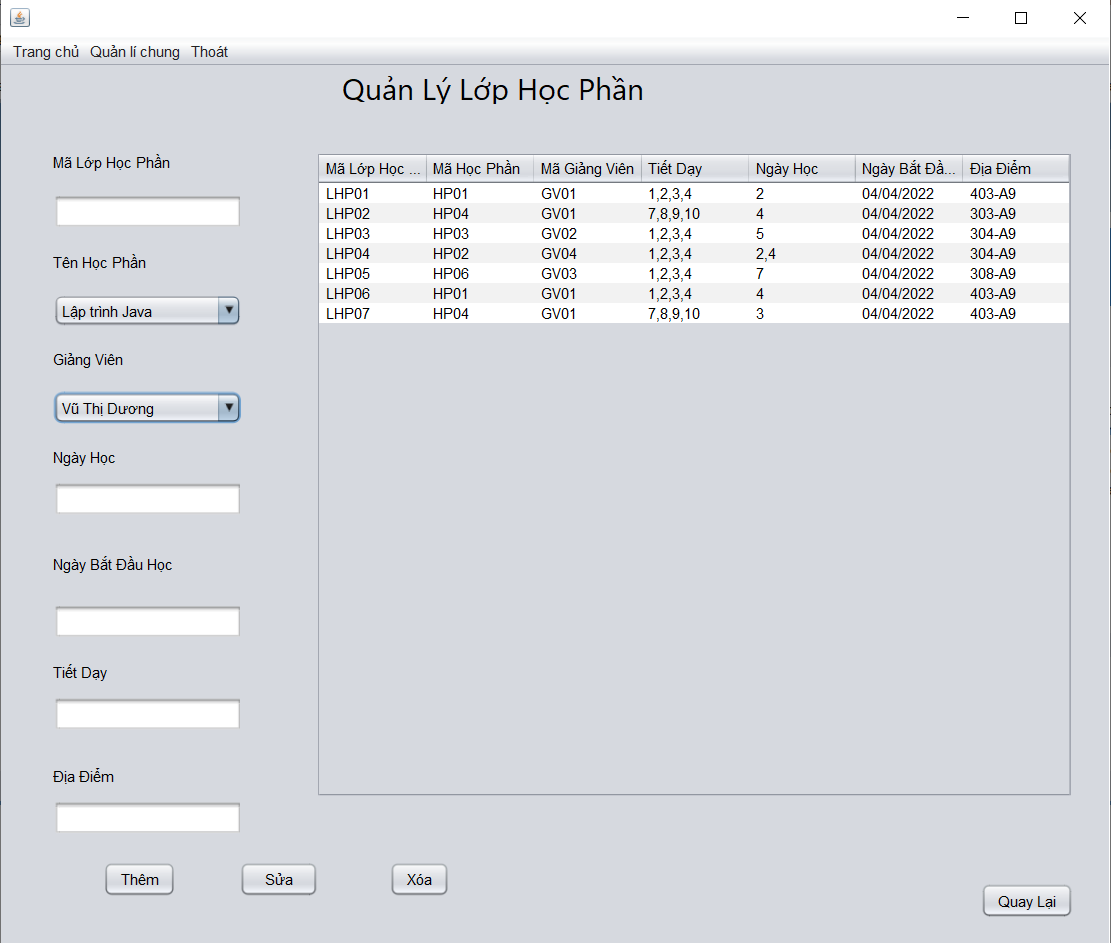 Trang chủ Quản lí chung Thoát
Quản Lý Lớp Học Phần
Mã Lớp Học Phần
Tên Học Phần
Lập trình Java
Giảng Viên
Vũ Thị Dương
Ngày Học
Ngày Bắt Đầu Học
Tiết Dạy
Địa Điểm
Mã Lớp Học ... Mã Học Phần Mã Giảng Viên Tiết Dạy Ngày Học Ngày Bắt Đầ... Địa Điểm
LHP01 HP01 GV01 1,2,3,4 2 04/04/2022 403-A9
LHP02 HP04 GV01 7,8,9,10 4 04/04/2022 303-A9
LHP03 HP03 GV02 1,2,3,4 5 04/04/2022 304-A9
LHP04 HP02 GV04 1,2,3,4 2,4 04/04/2022 304-A9
LHP05 HP06 GV03 1,2,3,4 7 04/04/2022 308-A9
LHP06 HP01 GV01 1,2,3,4 4 04/04/2022 403-A9
LHP07 HP04 GV01 7,8,9,10 3 04/04/2022 403-A9
Thêm Sửa Xóa
Quay Lại